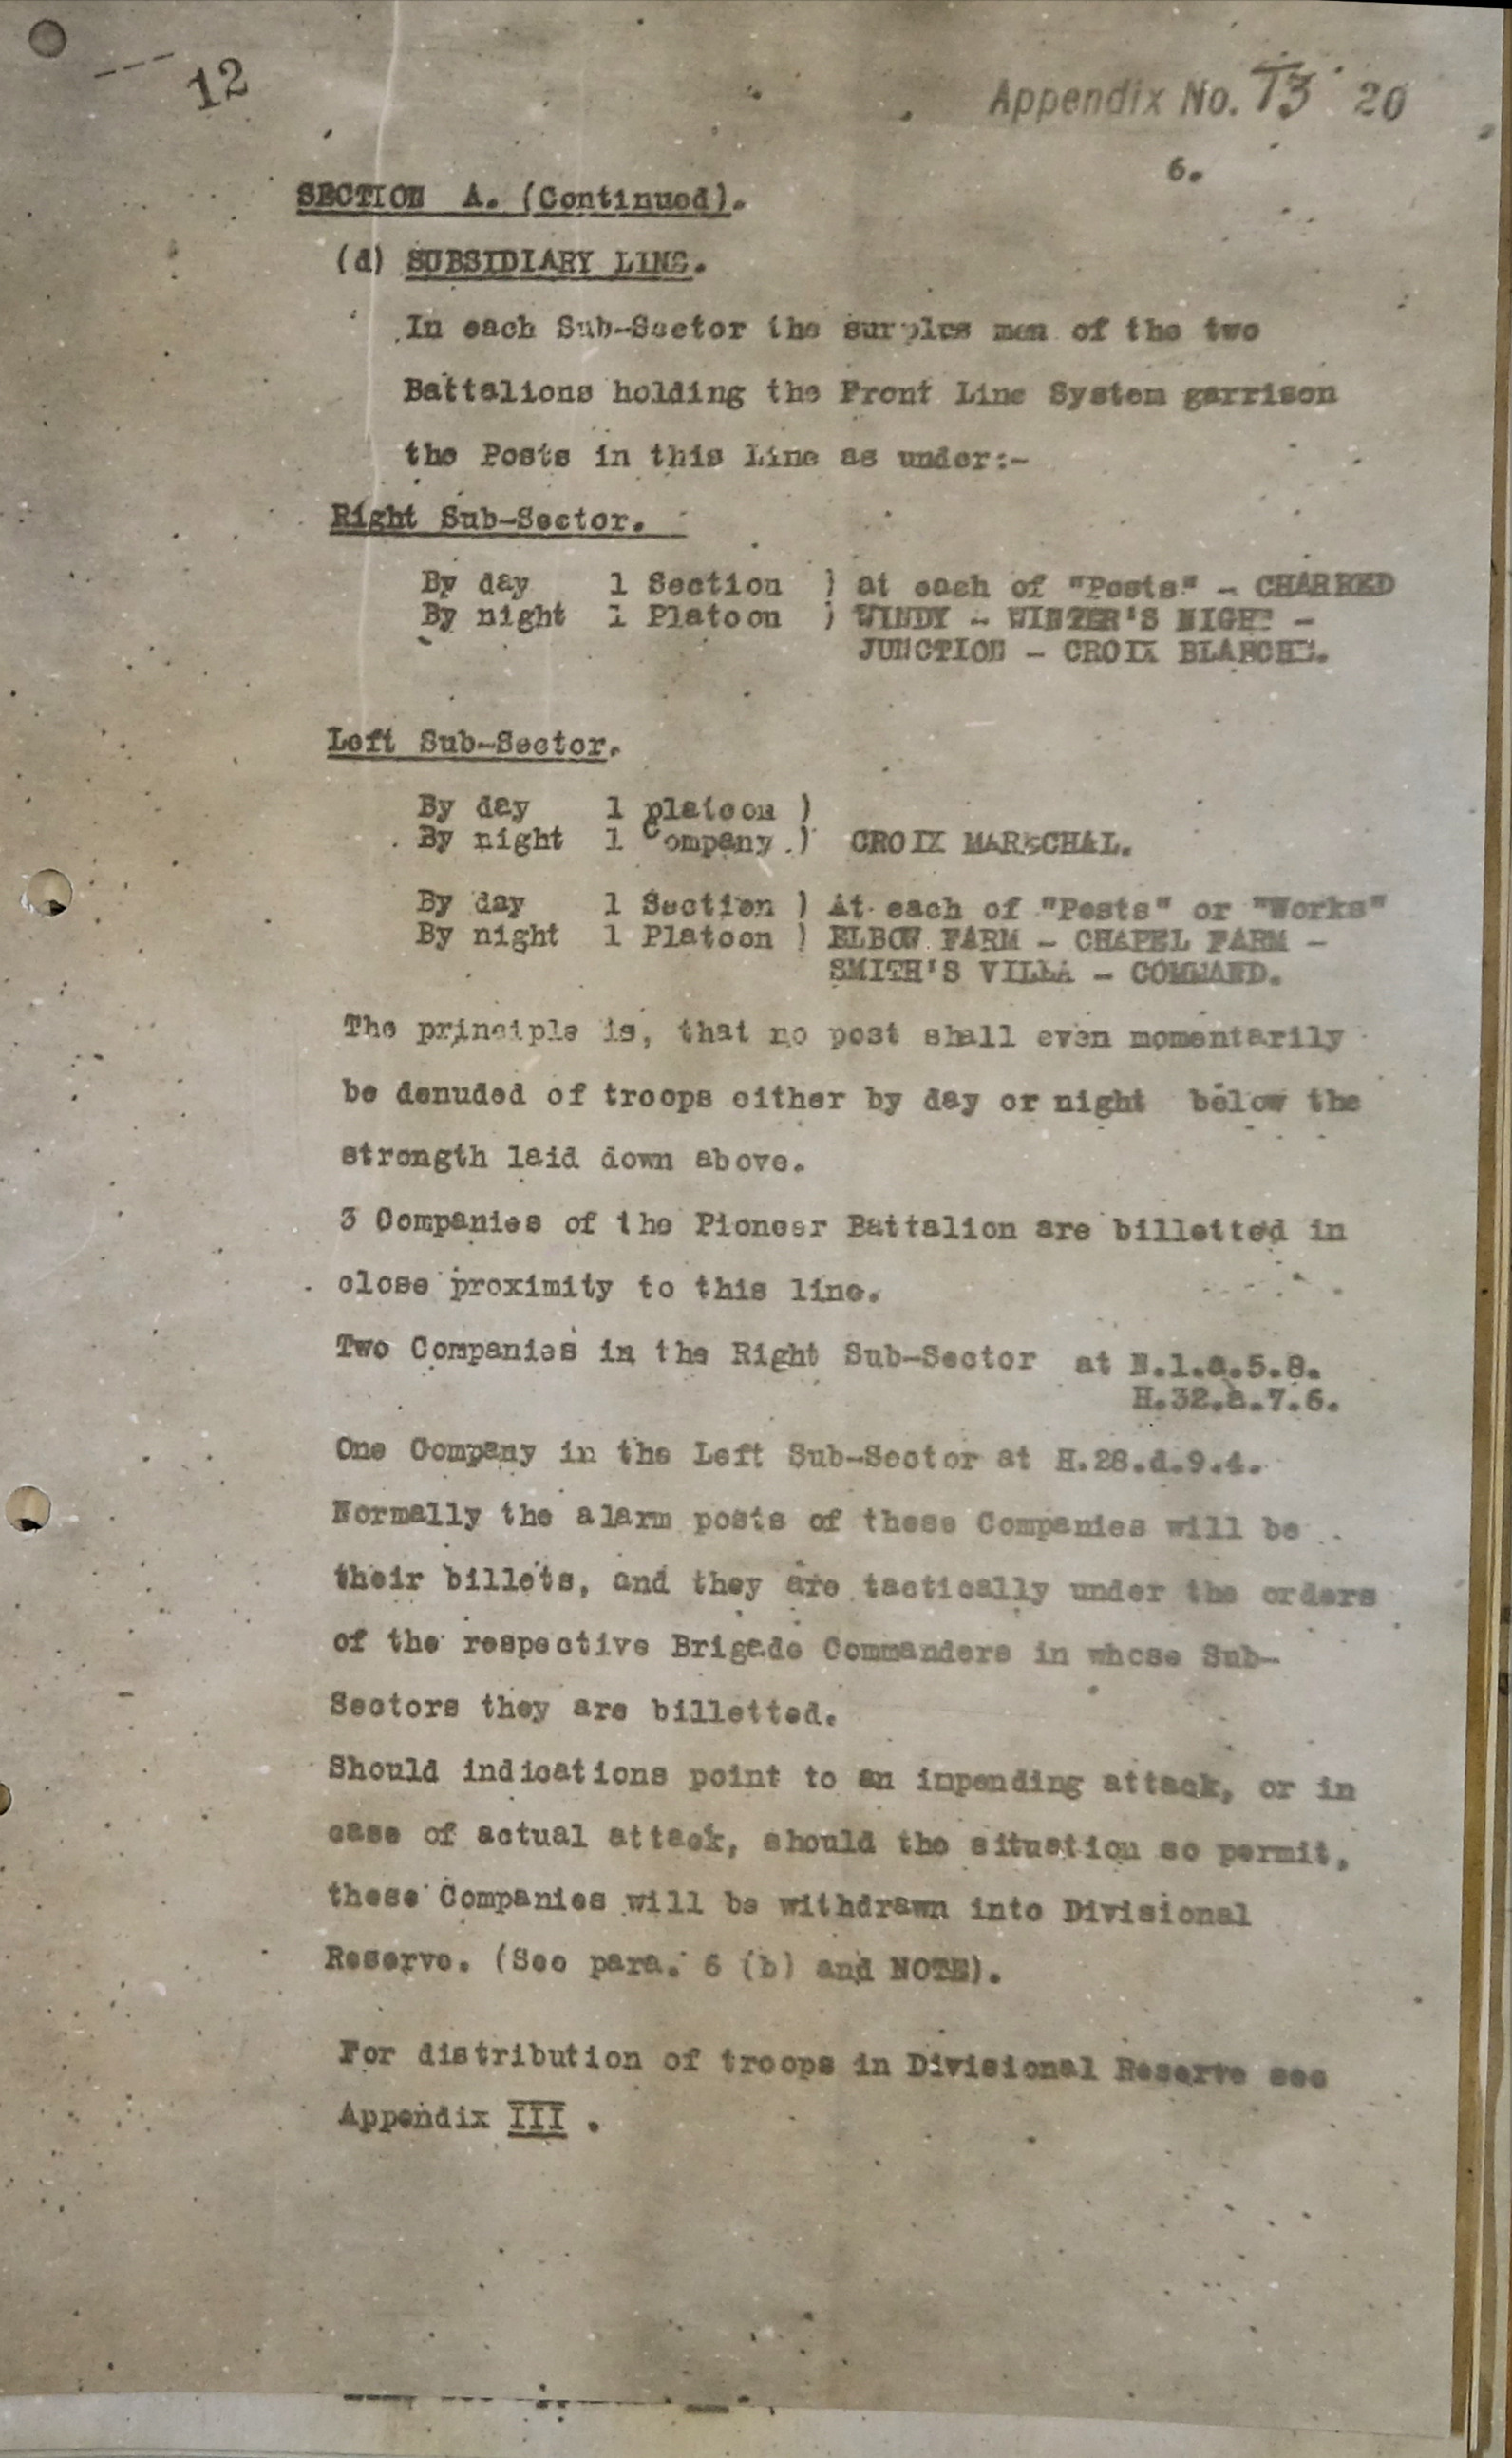 12
Appendix No. T3 20
6.
SECTION A. (Continued).
(d) SUBSIDIARY LINE.
In each Sub-Sector the surplus men of the two
Battalions holding the Front Line System garrison
the Posts in this Line as under:-
Right Sub-Sector.
By day 1 Section ) at each of "Posts" - CHARRED
By night 1 Platoon ) WINDY - WINTER'S NIGHT -
JUNCTION - CROIX BLANCHE.
Left Sub-Sector.
By day 1 platoon )
By night 1 Company.) CROIX MARECHAL.
By day 1 Section ) At each of "Posts" or "Works"
By night 1 Platoon ) ELBOW FARM - CHAPEL FARM -
SMITH'S VILLA - COMMAND.
The principle is, that no post shall even momentarily
be denuded of troops either by day or night below the
strength laid down above.
3 Companies of the Pioneer Battalion are billetted in
close proximity to this line.
Two Companies in the Right Sub-Sector at N.1.a.5.8.
H.32.a.7.6.
One Company in the Left Sub-Sector at H.28.d.9.4.
Normally the alarm posts of these Companies will be
their billets, and they are tactically under the orders
of the respective Brigade Commanders in whose Sub-
Sectors they are billetted.
Should indications point to an impending attack, or in
case of actual attack, should the situation so permit,
these Companies will be withdrawn into Divisional
Reserve. (See para. 6 (b) and NOTE).
For distribution of troops in Divisional Reserve see
Appendix III .